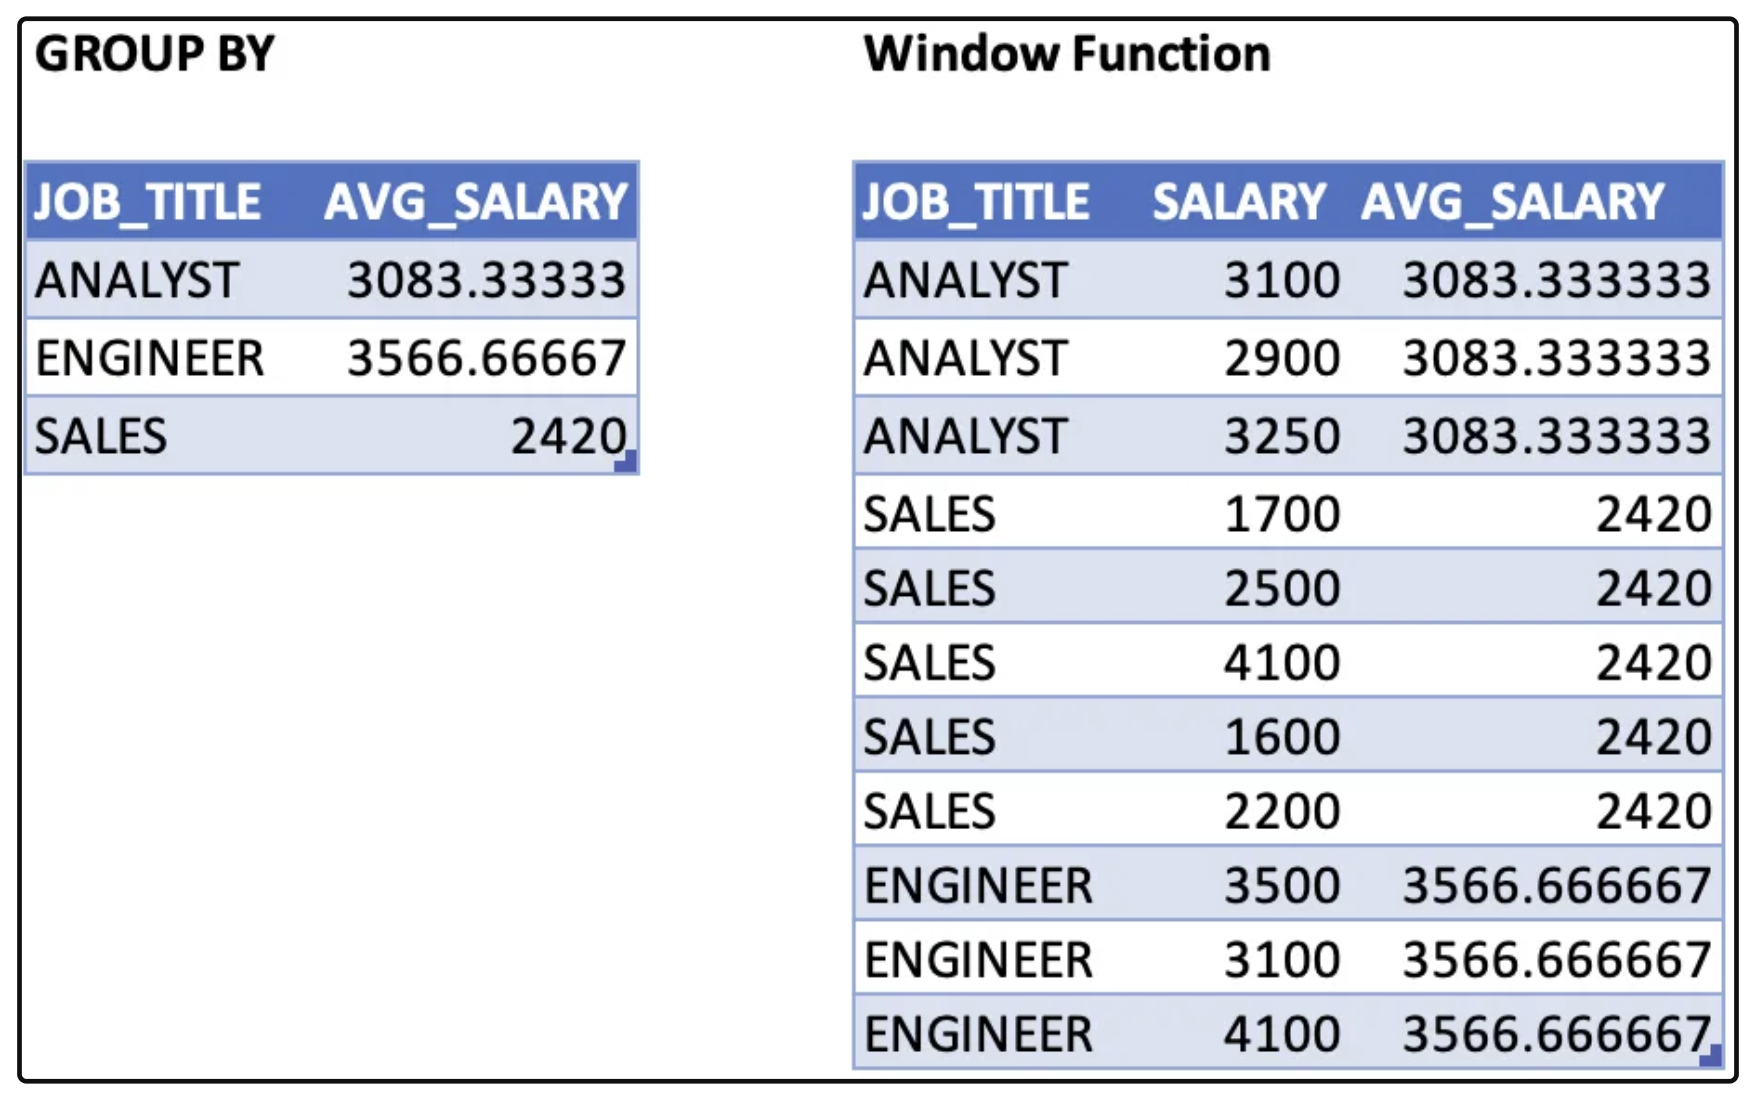 GROUP BY
JOB_TITLE AVG_SALARY
ANALYST 3083.33333
ENGINEER 3566.66667
SALES 2420
Window Function
JOB_TITLE SALARY AVG_SALARY
ANALYST 3100 3083.333333
ANALYST 2900 3083.333333
ANALYST 3250 3083.333333
SALES 1700 2420
SALES 2500 2420
SALES 4100 2420
SALES 1600 2420
SALES 2200 2420
ENGINEER 3500 3566.666667
ENGINEER 3100 3566.666667
ENGINEER 4100 3566.666667